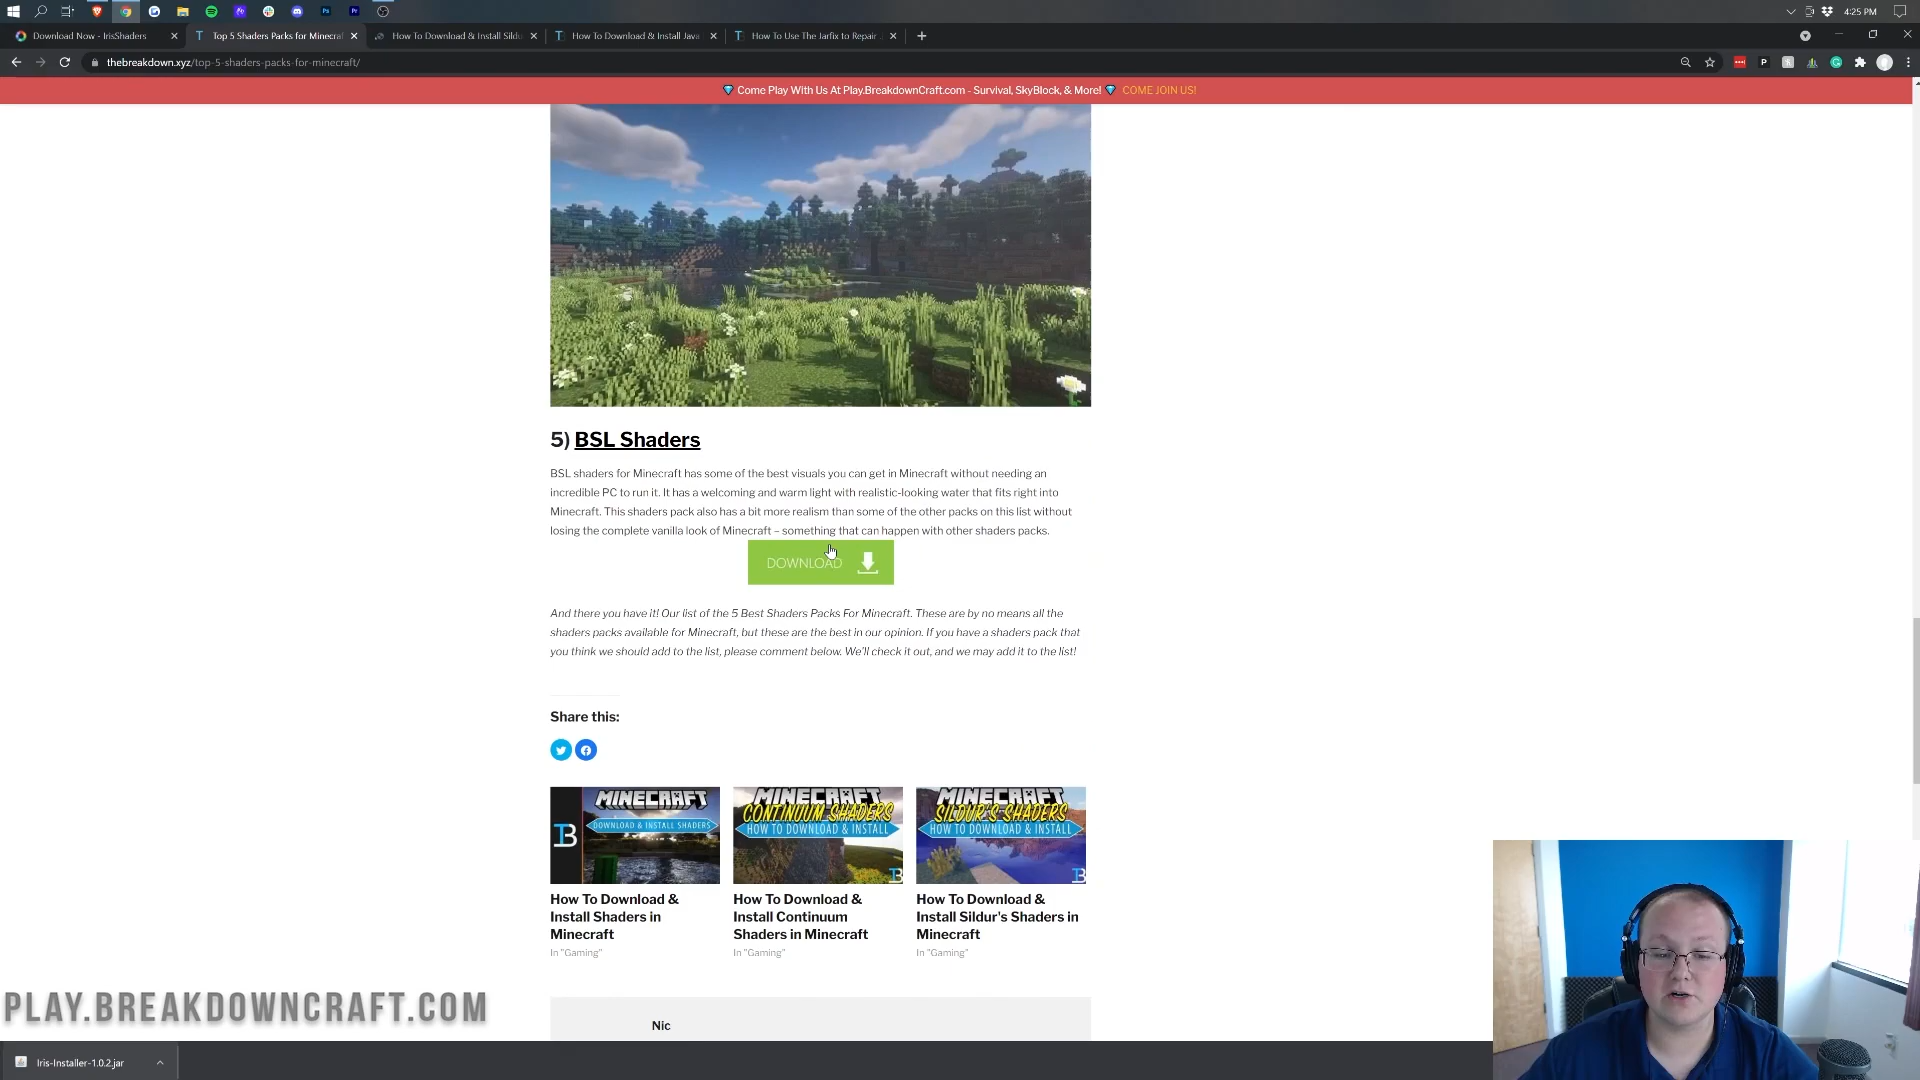 4:25 PM
Download Now - IrisShaders
Top 5 Shaders Packs for Minecraf
How To Download & Install Sildu
How To Download & Install Java
How To Use The Jarfix to Repair
thebreakdown.xyz/top-5-shaders-packs-for-minecraft/
Come Play With Us At Play.BreakdownCraft.com - Survival, SkyBlock, & More! COME JOIN US!
5) BSL Shaders
BSL shaders for Minecraft has some of the best visuals you can get in Minecraft without needing an
incredible PC to run it. It has a welcoming and warm light with realistic-looking water that fits right into
Minecraft. This shaders pack also has a bit more realism than some of the other packs on this list without
losing the complete vanilla look of Minecraft – something that can happen with other shaders packs.
DOWNLOAD
And there you have it! Our list of the 5 Best Shaders Packs For Minecraft. These are by no means all the
shaders packs available for Minecraft, but these are the best in our opinion. If you have a shaders pack that
you think we should add to the list, please comment below. We'll check it out, and we may add it to the list!
Share this:
MINECRAFT
DOWNLOAD & INSTALL SHADERS
MINECRAFT
CONTINUUM SHADERS
HOW TO DOWNLOAD & INSTALL
MINECRAFT
SILDUR'S SHADERS
HOW TO DOWNLOAD & INSTALL
How To Download &
Install Shaders in
Minecraft
In "Gaming"
How To Download &
Install Continuum
Shaders in Minecraft
In "Gaming"
How To Download &
Install Sildur's Shaders in
Minecraft
In "Gaming"
PLAY.BREAKDOWNCRAFT.COM
Nic
Iris-Installer-1.0.2.jar